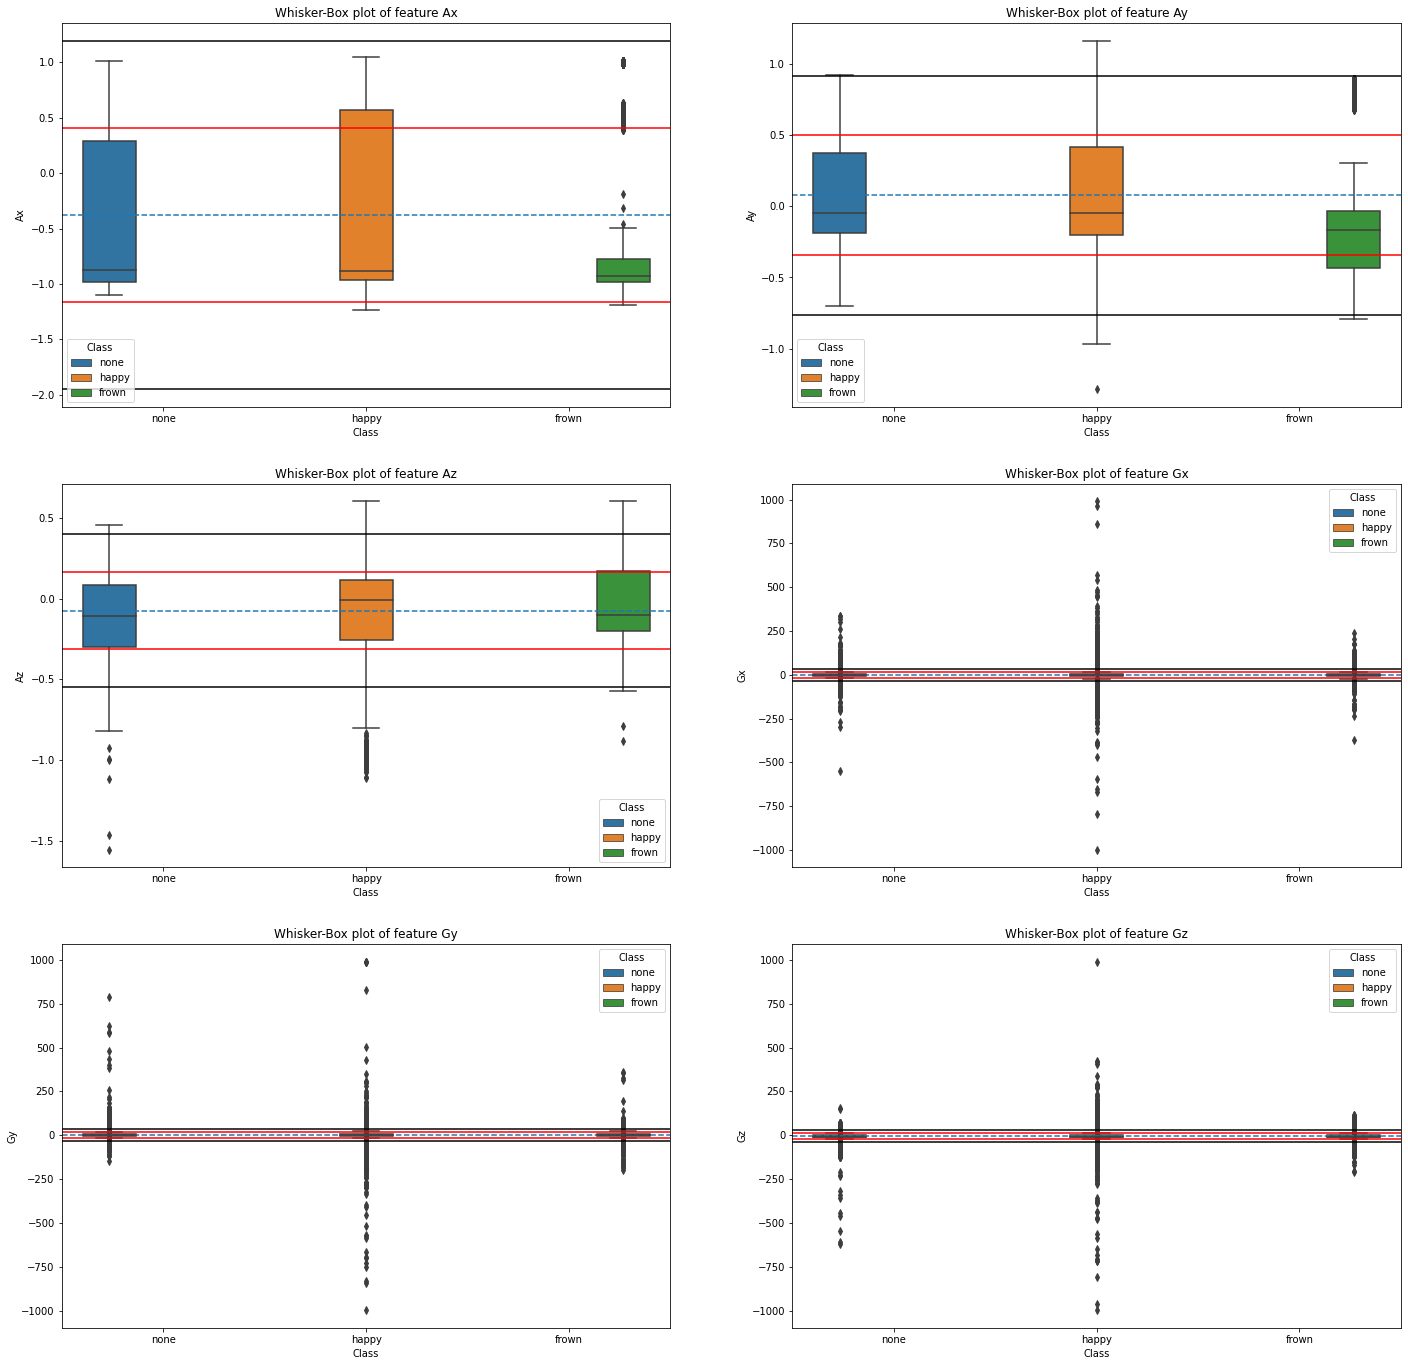 Whisker-Box plot of feature Ax
1.0
0.5
0.0
−0.5
−1.0
−1.5
−2.0
Ax
Class
none
happy
frown
none happy frown
Class
Whisker-Box plot of feature Ay
1.0
0.5
0.0
−0.5
−1.0
Ay
Class
none
happy
frown
none happy frown
Class
Whisker-Box plot of feature Az
0.5
0.0
−0.5
−1.0
−1.5
Az
Class
none
happy
frown
none happy frown
Class
Whisker-Box plot of feature Gx
1000
750
500
250
0
−250
−500
−750
−1000
Gx
Class
none
happy
frown
none happy frown
Class
Whisker-Box plot of feature Gy
1000
750
500
250
0
−250
−500
−750
−1000
Gy
Class
none
happy
frown
none happy frown
Class
Whisker-Box plot of feature Gz
1000
750
500
250
0
−250
−500
−750
−1000
Gz
Class
none
happy
frown
none happy frown
Class